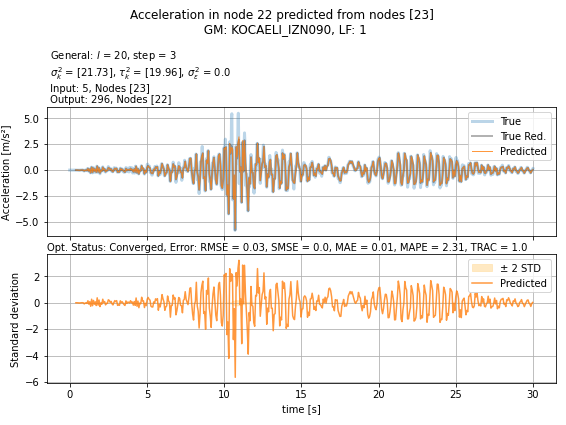 Acceleration in node 22 predicted from nodes [23]
GM: KOCAELI_IZN090, LF: 1
General: l = 20, step = 3
σ²ₖ = [21.73], τ²ₖ = [19.96], σ²ε = 0.0
Input: 5, Nodes [23]
Output: 296, Nodes [22]
Acceleration [m/s²]
5.0
2.5
0.0
−2.5
−5.0
True
True Red.
Predicted
Opt. Status: Converged, Error: RMSE = 0.03, SMSE = 0.0, MAE = 0.01, MAPE = 2.31, TRAC = 1.0
Standard deviation
2
0
−2
−4
−6
± 2 STD
Predicted
0
5
10
15
20
25
30
time [s]